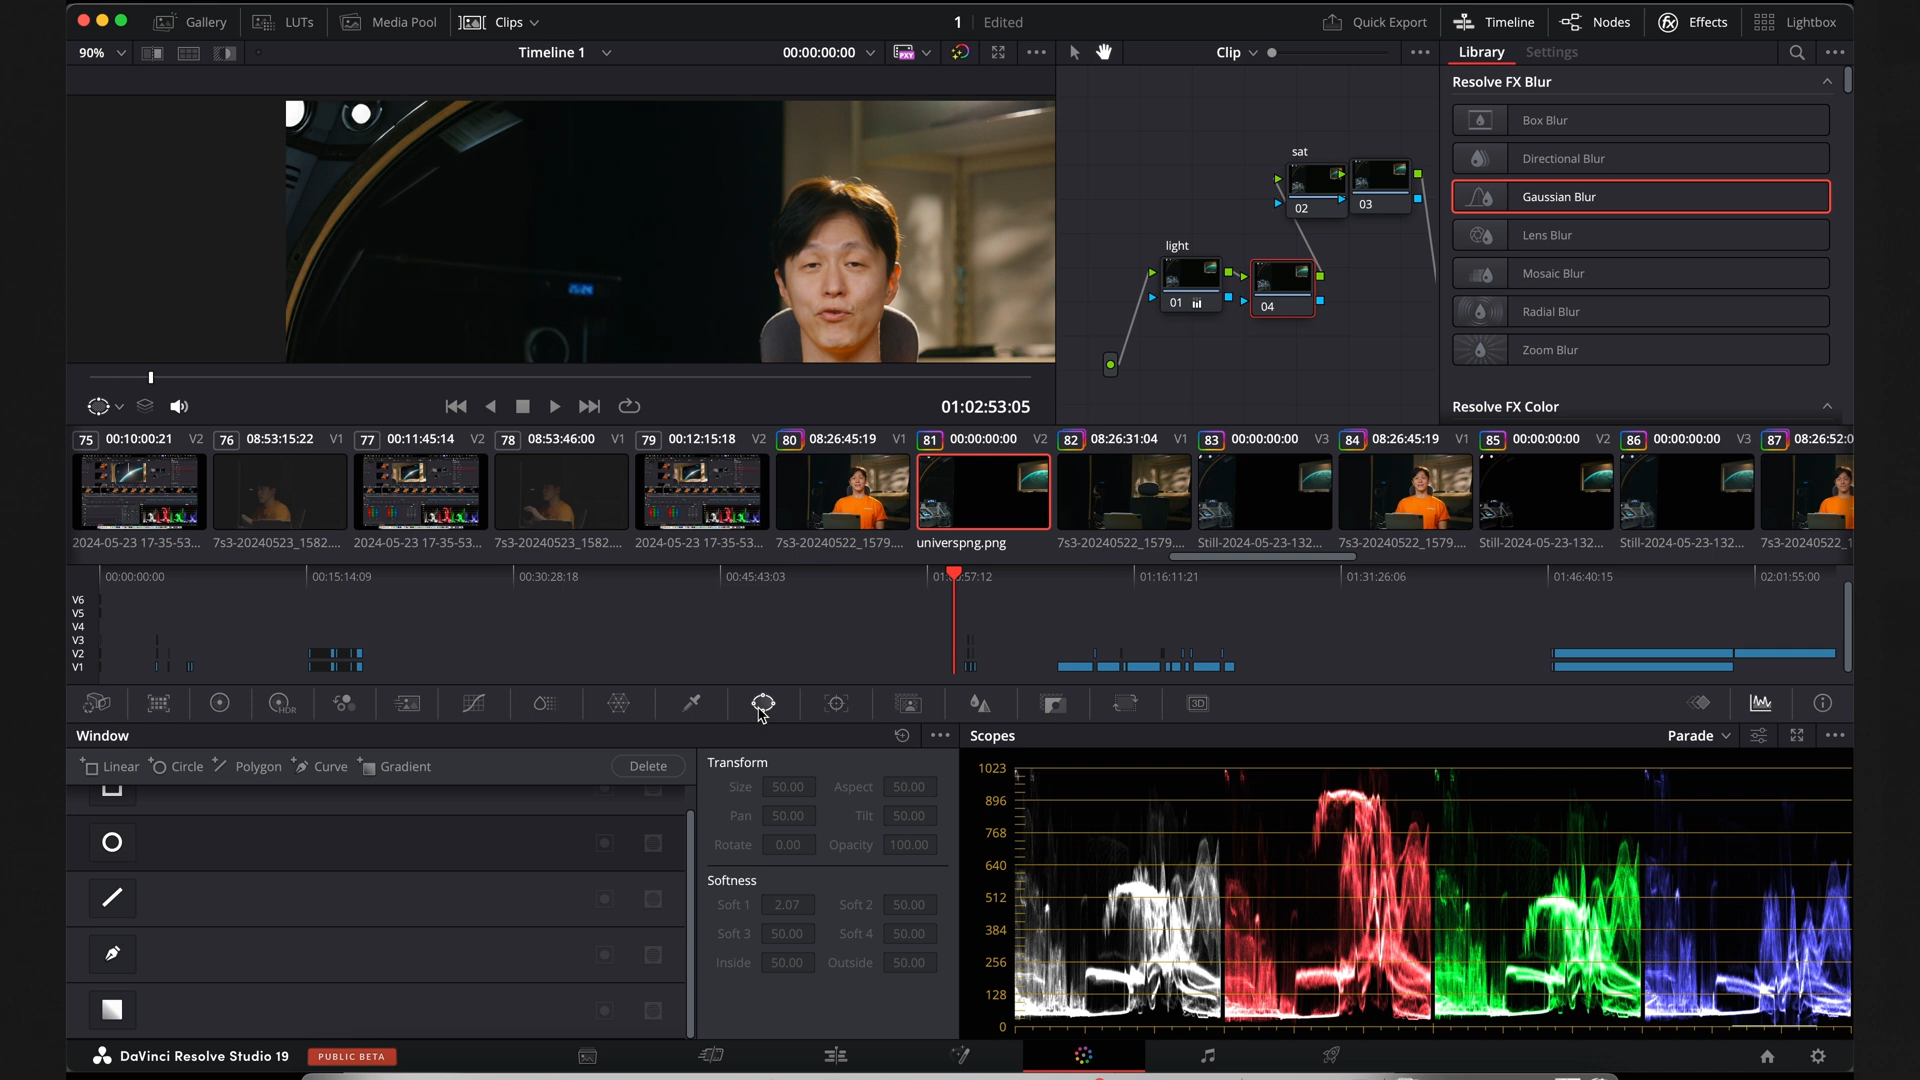 Gallery LUTs Media Pool Clips 1 Edited Quick Export Timeline Nodes Effects Lightbox
90% Timeline 1 00:00:00:00 PXY Clip Library Settings
Resolve FX Blur
Box Blur
Directional Blur
Gaussian Blur
Lens Blur
Mosaic Blur
Radial Blur
Zoom Blur
Resolve FX Color
sat
02 03
light
01 04
01:02:53:05
75 00:10:00:21 V2 76 08:53:15:22 V1 77 00:11:45:14 V2 78 08:53:46:00 V1 79 00:12:15:18 V2 80 08:26:45:19 V1 81 00:00:00:00 V2 82 08:26:31:04 V1 83 00:00:00:00 V3 84 08:26:45:19 V1 85 00:00:00:00 V2 86 00:00:00:00 V3 87 08:26:52:0
2024-05-23 17-35-53... 7s3-20240523_1582.... 2024-05-23 17-35-53... 7s3-20240523_1582.... 2024-05-23 17-35-53... 7s3-20240522_1579.... universpng.png 7s3-20240522_1579.... Still-2024-05-23-132... 7s3-20240522_1579.... Still-2024-05-23-132... Still-2024-05-23-132... 7s3-20240522_1
00:00:00:00 00:15:14:09 00:30:28:18 00:45:43:03 01:00:57:12 01:16:11:21 01:31:26:06 01:46:40:15 02:01:55:00
V6
V5
V4
V3
V2
V1
HDR 3D
Window Scopes Parade
Linear Circle Polygon Curve Gradient Delete
Transform
Size 50.00 Aspect 50.00
Pan 50.00 Tilt 50.00
Rotate 0.00 Opacity 100.00
Softness
Soft 1 2.07 Soft 2 50.00
Soft 3 50.00 Soft 4 50.00
Inside 50.00 Outside 50.00
1023
896
768
640
512
384
256
128
0
DaVinci Resolve Studio 19 PUBLIC BETA